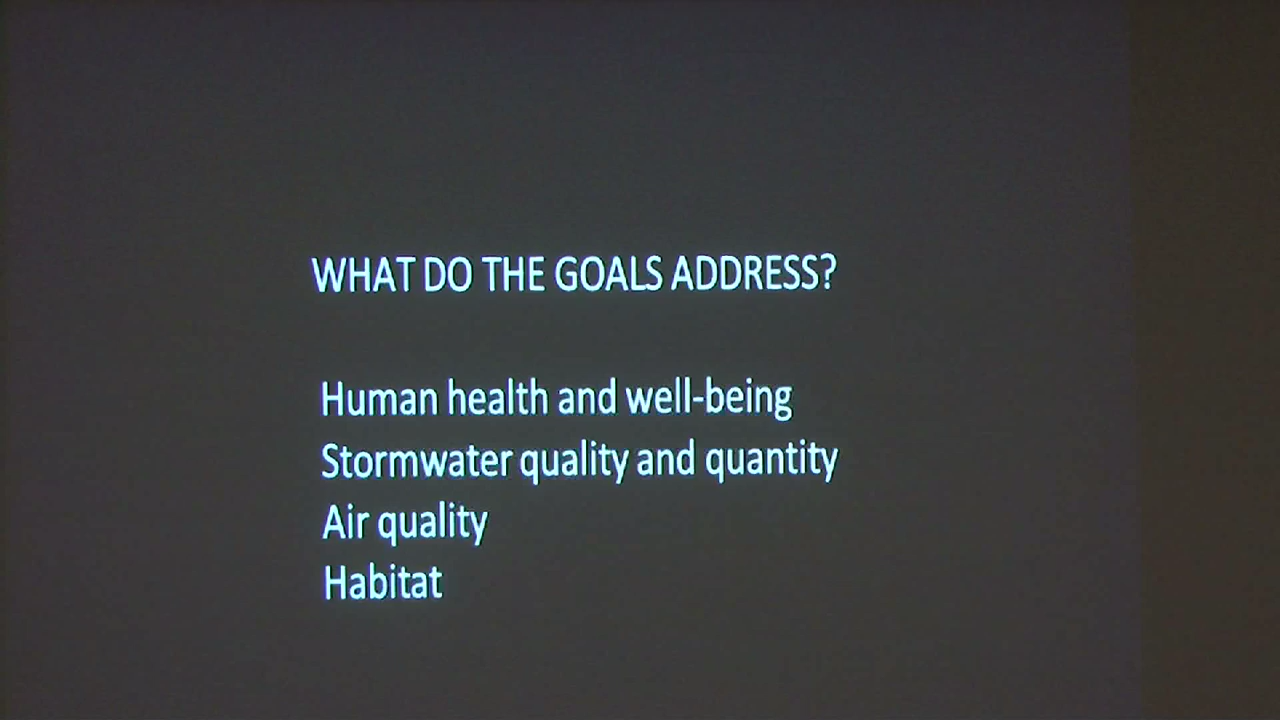 WHAT DO THE GOALS ADDRESS?
Human health and well-being
Stormwater quality and quantity
Air quality
Habitat